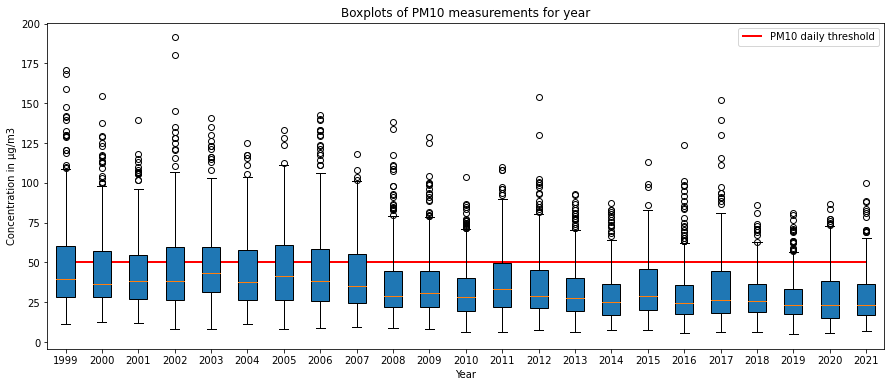 Boxplots of PM10 measurements for year
PM10 daily threshold
Concentration in μg/m3
200
175
150
125
100
75
50
25
0
1999 2000 2001 2002 2003 2004 2005 2006 2007 2008 2009 2010 2011 2012 2013 2014 2015 2016 2017 2018 2019 2020 2021
Year